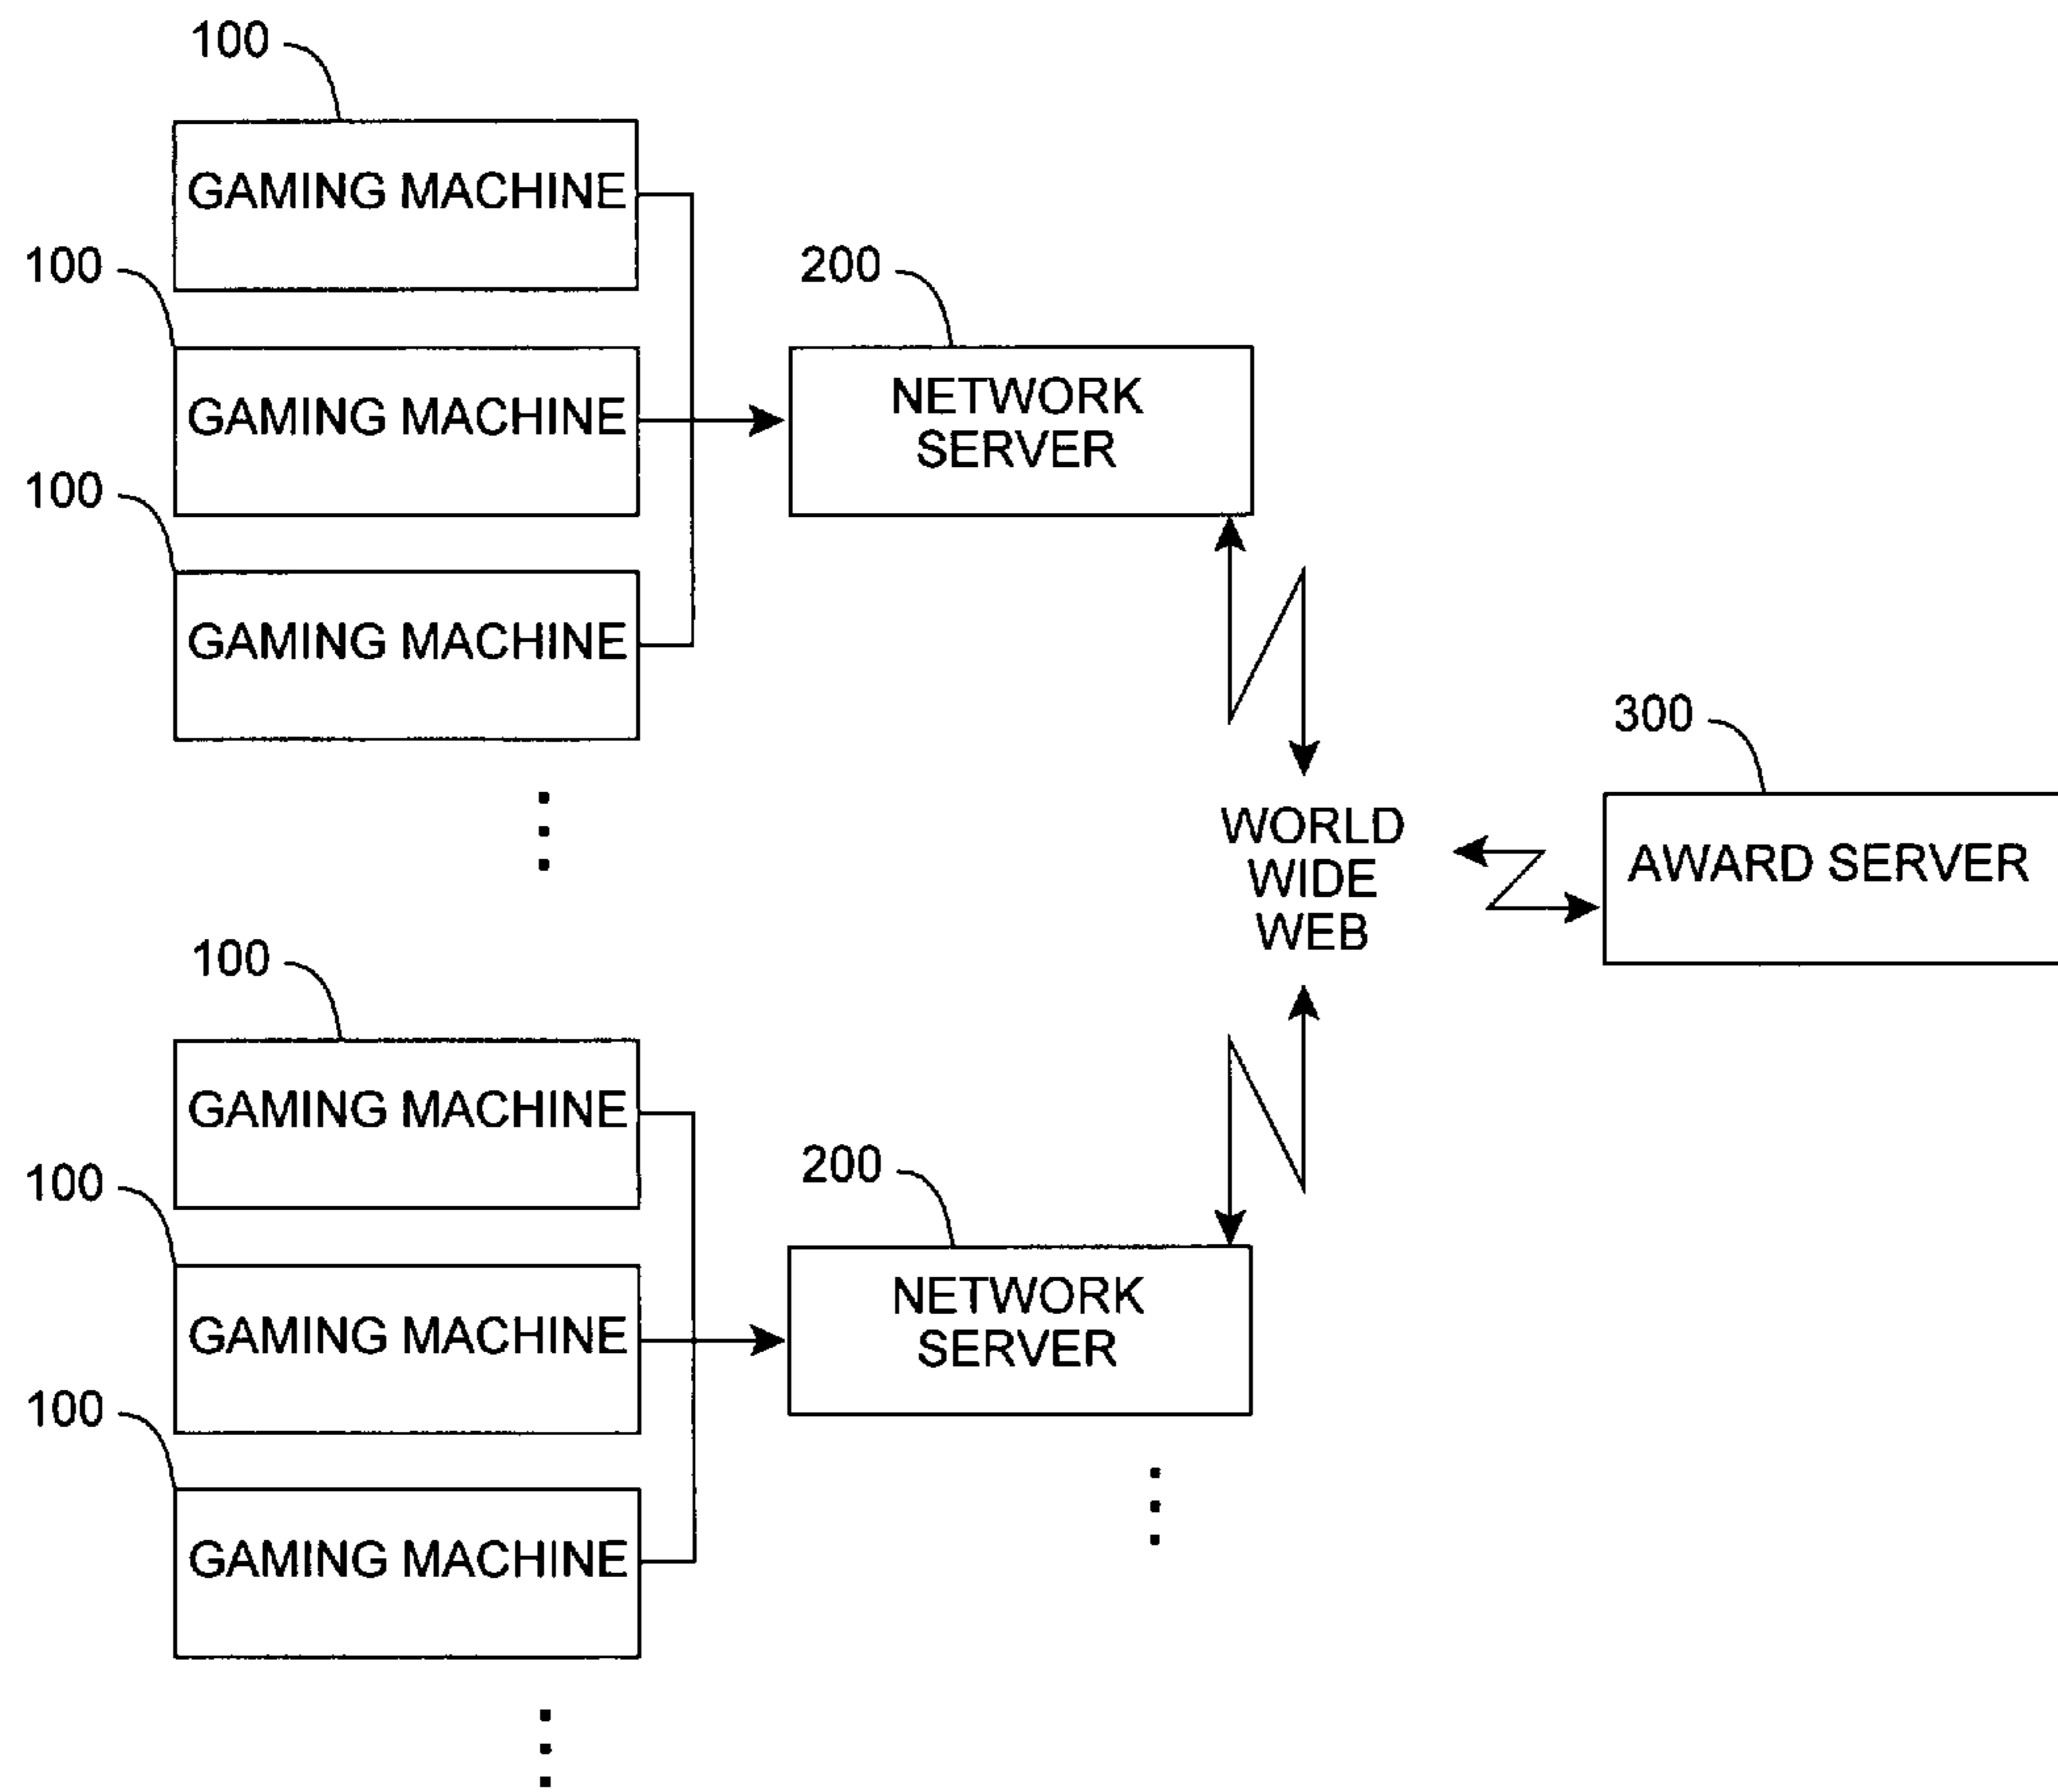 100
GAMING MACHINE
100
GAMING MACHINE
100
GAMING MACHINE
200
NETWORK
SERVER
300
AWARD SERVER
WORLD
WIDE
WEB
100
GAMING MACHINE
100
GAMING MACHINE
100
GAMING MACHINE
200
NETWORK
SERVER